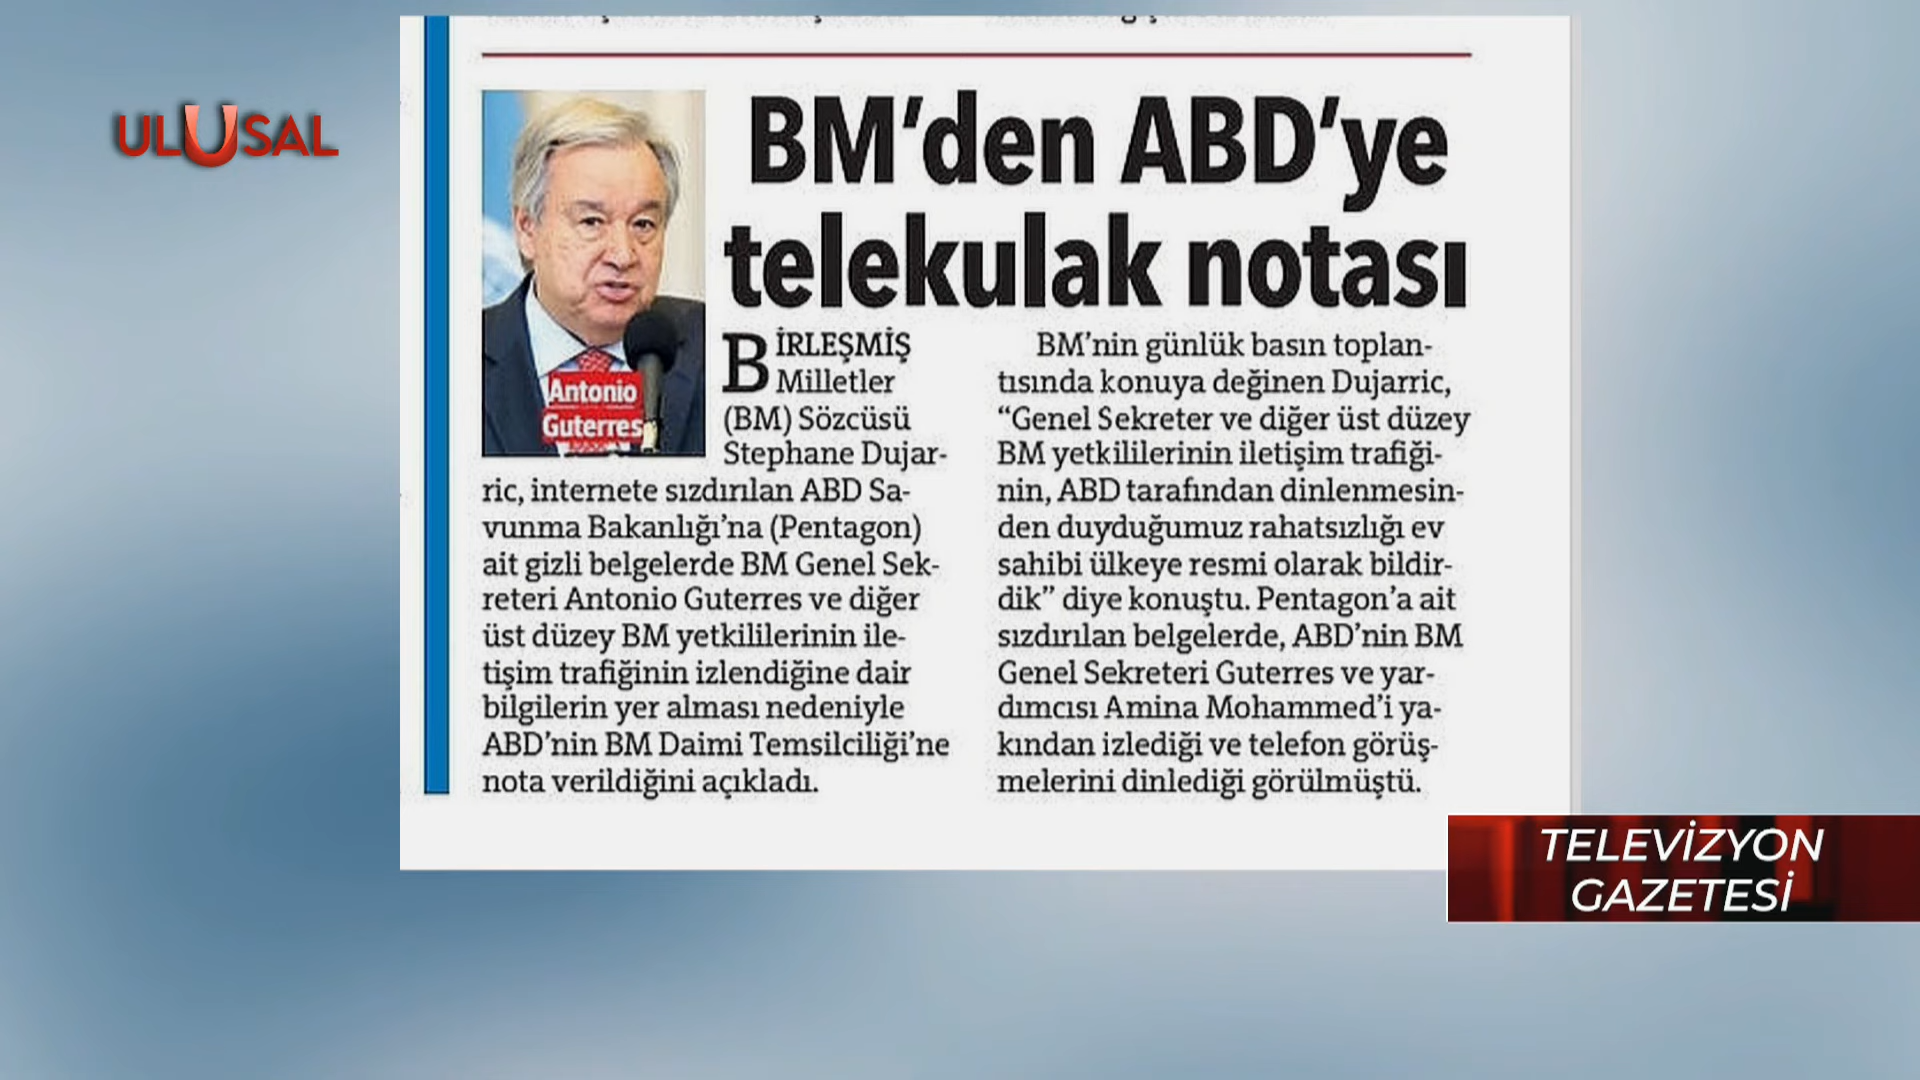 ULUSAL
BM’den ABD’ye
telekulak notası
Antonio
Guterres
BİRLEŞMİŞ
Milletler
(BM) Sözcüsü
Stephane Dujar-
ric, internete sızdırılan ABD Sa-
vunma Bakanlığı’na (Pentagon)
ait gizli belgelerde BM Genel Sek-
reteri Antonio Guterres ve diğer
üst düzey BM yetkililerinin ile-
tişim trafiğinin izlendiğine dair
bilgilerin yer alması nedeniyle
ABD’nin BM Daimi Temsilciliği’ne
nota verildiğini açıkladı.
BM’nin günlük basın toplan-
tısında konuya değinen Dujarric,
“Genel Sekreter ve diğer üst düzey
BM yetkililerinin iletişim trafiği-
nin, ABD tarafından dinlenmesin-
den duyduğumuz rahatsızlığı ev
sahibi ülkeye resmi olarak bildir-
dik” diye konuştu. Pentagon’a ait
sızdırılan belgelerde, ABD’nin BM
Genel Sekreteri Guterres ve yar-
dımcısı Amina Mohammed’i ya-
kından izlediği ve telefon görüş-
melerini dinlediği görülmüştü.
TELEVİZYON
GAZETESİ